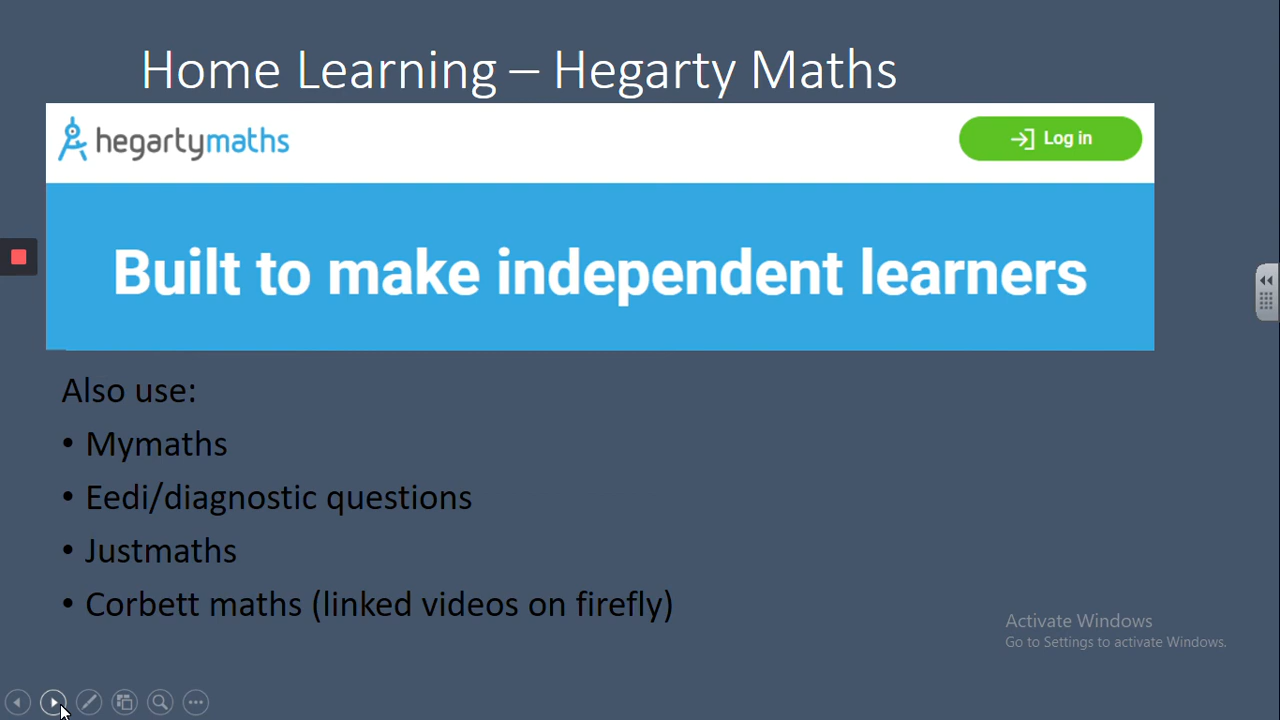 Home Learning – Hegarty Maths
hegartymaths
Log in
Built to make independent learners
Also use:
• Mymaths
• Eedi/diagnostic questions
• Justmaths
• Corbett maths (linked videos on firefly)
Activate Windows
Go to Settings to activate Windows.